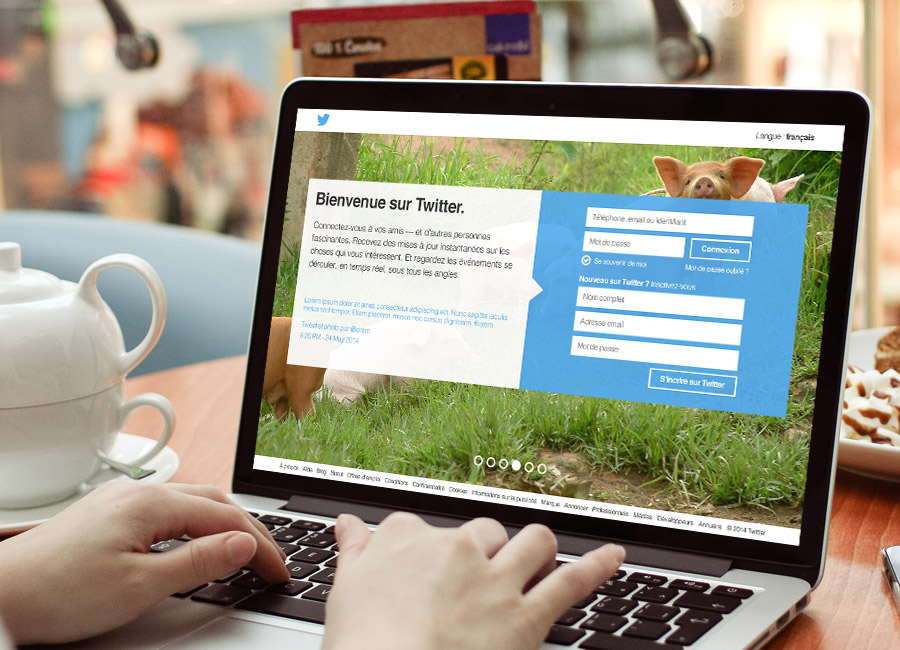 Langue : français
Bienvenue sur Twitter.
Connectez-vous à vos amis — et d'autres personnes
fascinantes. Recevez des mises à jour instantanées sur les
choses qui vous intéressent. Et regardez les événements se
dérouler, en temps réel, sous tous les angles.
Lorem ipsum dolor sit amet, consectetur adipiscing elit. Nunc sagittis iaculis
metus sed tempor. Etiam placerat massa nec cursus dignissim. #lorem
Tweet et photo par @lorem
8:20 PM - 24 May 2014
Téléphone, email ou identifiant
Mot de passe
Connexion
Se souvenir de moi
Mot de passe oublié ?
Nouveau sur Twitter ? Inscrivez-vous
Nom complet
Adresse email
Mot de passe
S'incrire sur Twitter
À propos Aide Blog Statut Offres d'emploi Conditions Confidentialité Cookies Informations sur la publicité Marque Annoncer Professionnels Médias Développeurs Annuaire © 2014 Twitter